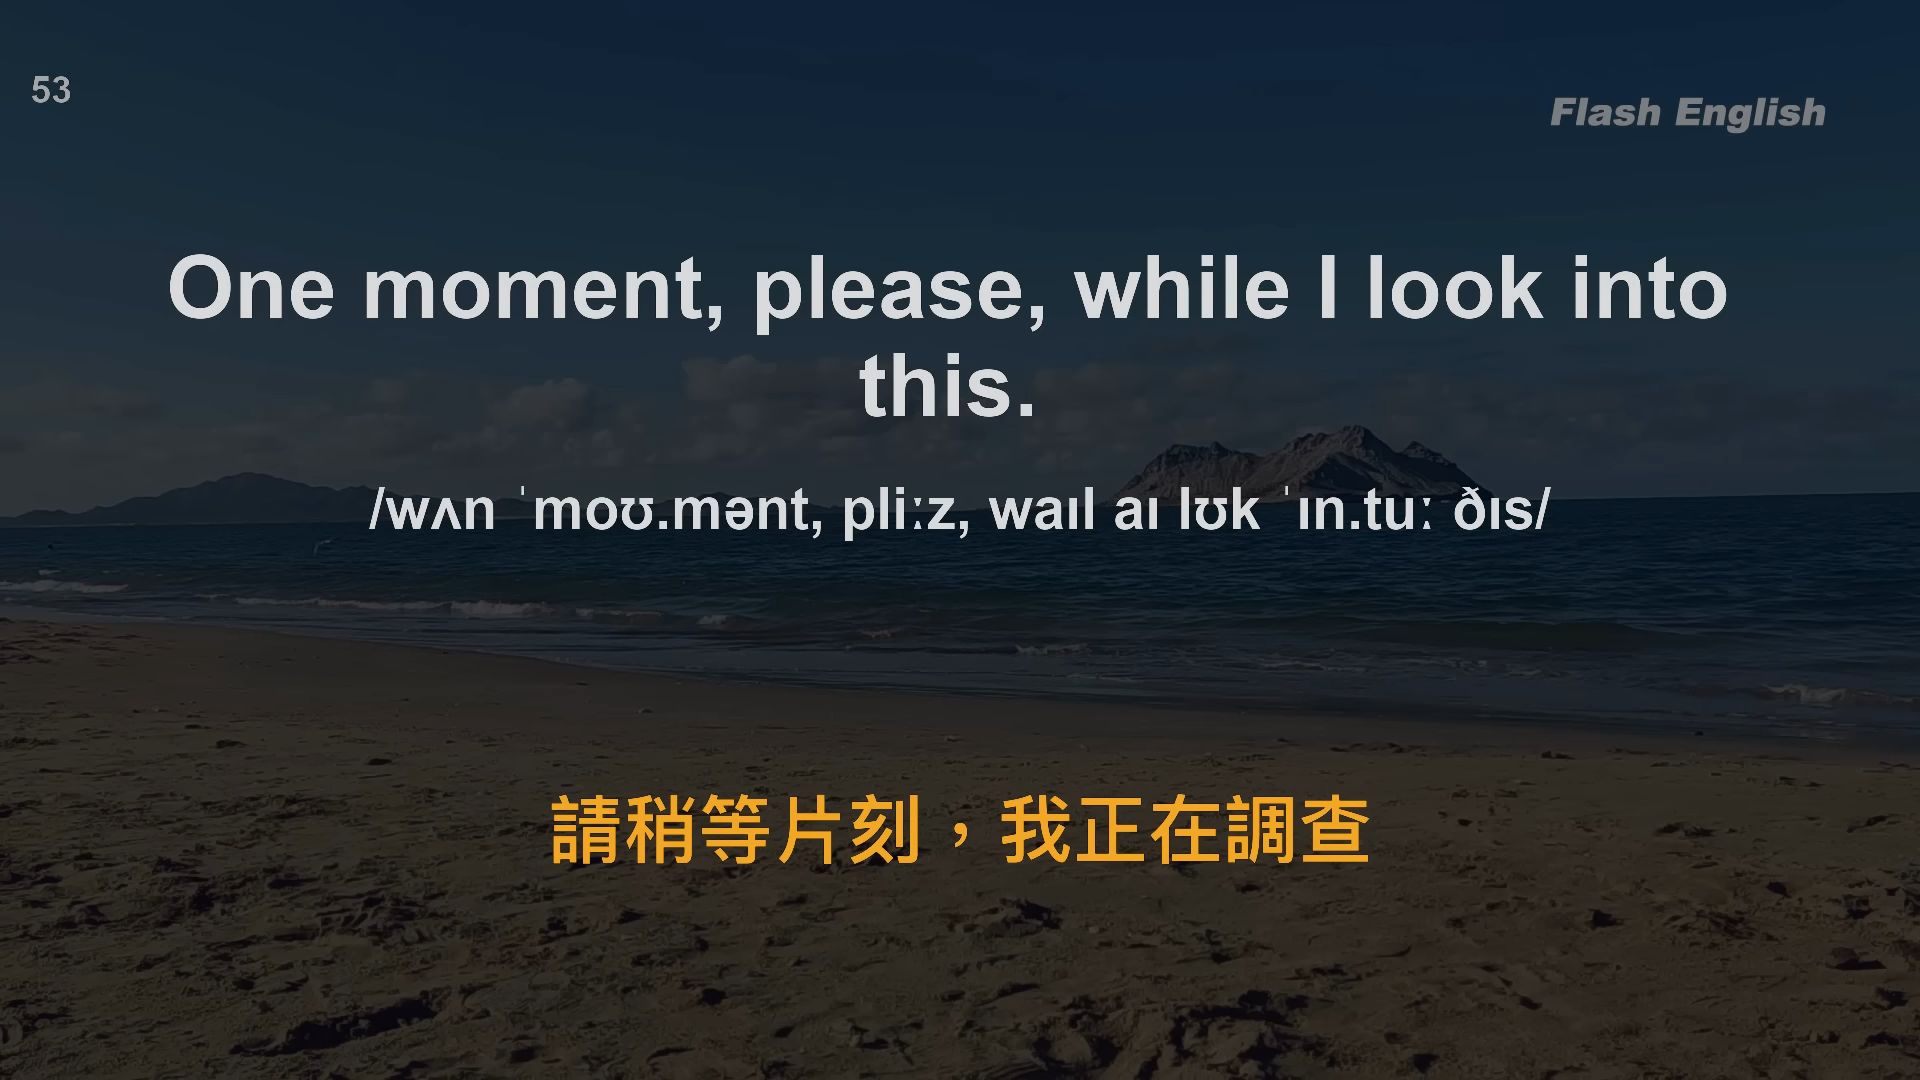 53
Flash English
One moment, please, while I look into
this.
/wʌn ˈmoʊ.mənt, pliːz, waɪl aɪ lʊk ˈɪn.tuː ðɪs/
請稍等片刻，我正在調查